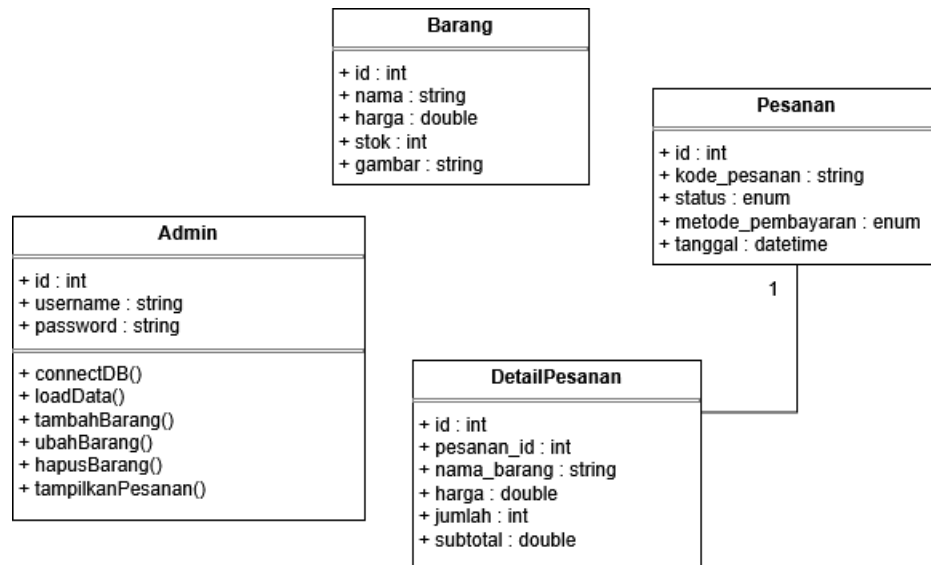 Barang
+ id : int
+ nama : string
+ harga : double
+ stok : int
+ gambar : string
Pesanan
+ id : int
+ kode_pesanan : string
+ status : enum
+ metode_pembayaran : enum
+ tanggal : datetime
1
Admin
+ id : int
+ username : string
+ password : string
+ connectDB()
+ loadData()
+ tambahBarang()
+ ubahBarang()
+ hapusBarang()
+ tampilkanPesanan()
DetailPesanan
+ id : int
+ pesanan_id : int
+ nama_barang : string
+ harga : double
+ jumlah : int
+ subtotal : double